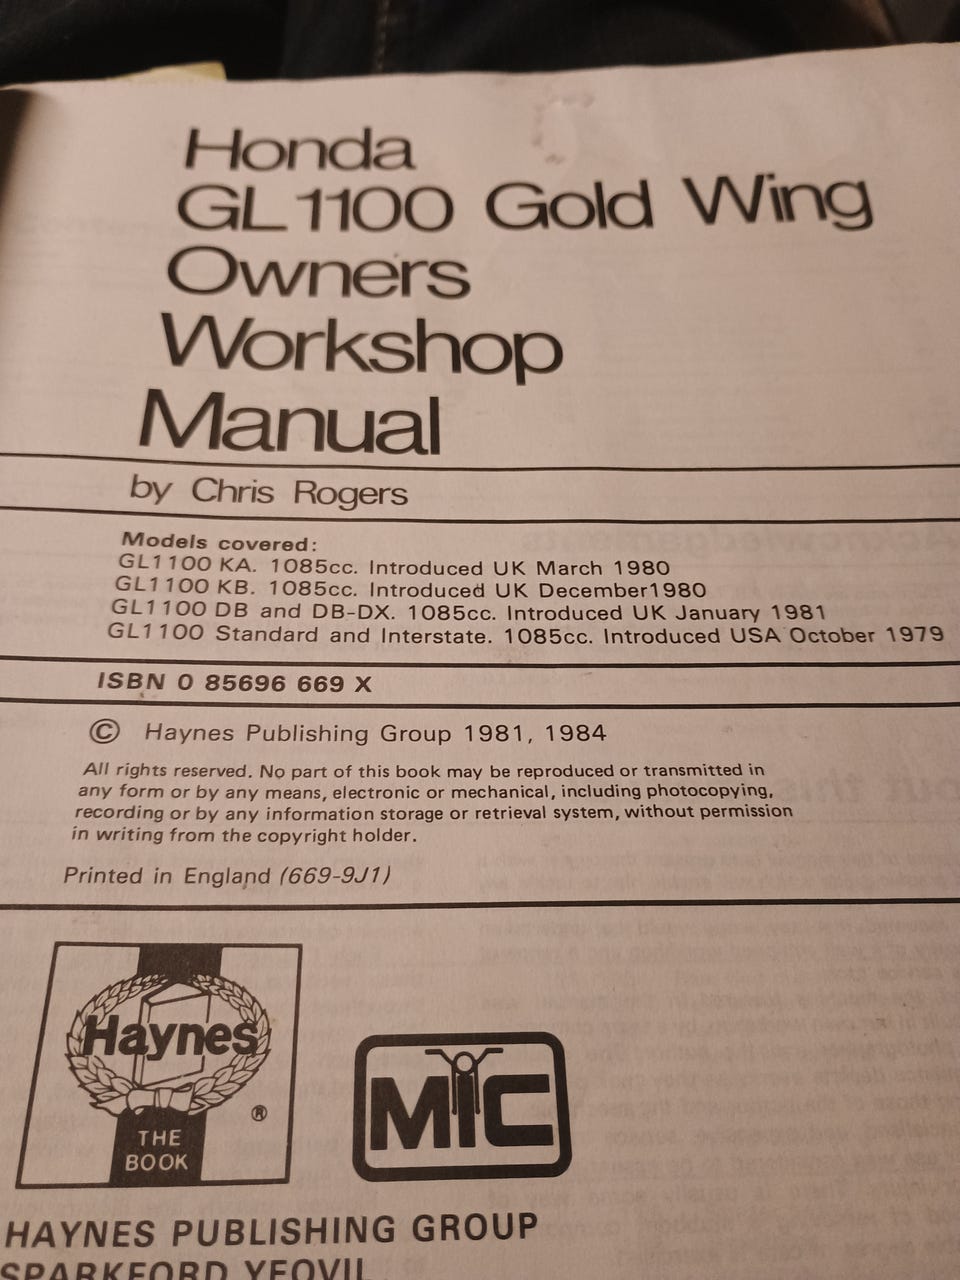 Honda
GL1100 Gold Wing
Owners
Workshop
Manual
by Chris Rogers
Models covered:
GL1100 KA. 1085cc. Introduced UK March 1980
GL1100 KB. 1085cc. Introduced UK December1980
GL1100 DB and DB-DX. 1085cc. Introduced UK January 1981
GL1100 Standard and Interstate. 1085cc. Introduced USA October 1979
ISBN 0 85696 669 X
© Haynes Publishing Group 1981, 1984
All rights reserved. No part of this book may be reproduced or transmitted in
any form or by any means, electronic or mechanical, including photocopying,
recording or by any information storage or retrieval system, without permission
in writing from the copyright holder.
Printed in England (669-9J1)
Haynes
®
THE
BOOK
MTC
HAYNES PUBLISHING GROUP
SPARKFORD YEOVIL